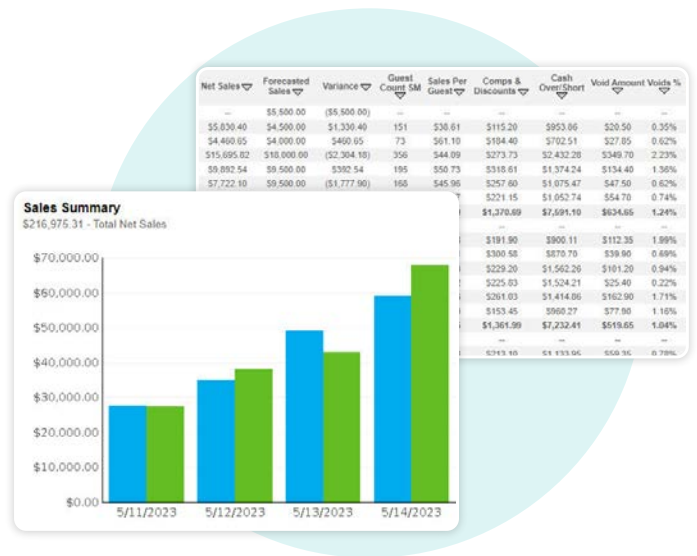 Net Sales Forecasted Sales Variance Guest Count SM Sales Per Guest Comps & Discounts Cash Over/Short Void Amount Voids %
-- $5,500.00 ($5,500.00) -- -- -- -- -- --
$5,830.40 $4,500.00 $1,330.40 151 $38.61 $115.20 $953.86 $20.50 0.35%
$4,460.65 $4,000.00 $460.65 73 $61.10 $184.40 $702.51 $27.85 0.62%
$15,695.82 $18,000.00 ($2,304.18) 356 $44.09 $273.73 $2,432.28 $349.70 2.23%
$9,892.54 $9,500.00 $392.54 195 $50.73 $318.61 $1,374.24 $134.40 1.36%
$7,722.10 $9,500.00 ($1,777.90) 168 $45.96 $257.60 $1,075.47 $47.50 0.62%
$221.15 $1,052.74 $54.70 0.74%
$1,370.69 $7,591.10 $634.65 1.24%
-- -- -- --
$191.90 $900.11 $112.35 1.99%
$300.58 $870.70 $39.90 0.69%
$229.20 $1,562.26 $101.20 0.94%
$225.83 $1,524.21 $25.40 0.22%
$261.03 $1,414.86 $162.90 1.71%
$153.45 $960.27 $77.90 1.16%
$1,361.99 $7,232.41 $519.65 1.04%
-- -- -- --
$213.10 $1,133.95 $59.35 0.78%
Sales Summary
$216,975.31 - Total Net Sales
$70,000.00
$60,000.00
$50,000.00
$40,000.00
$30,000.00
$20,000.00
$10,000.00
$0.00
5/11/2023 5/12/2023 5/13/2023 5/14/2023